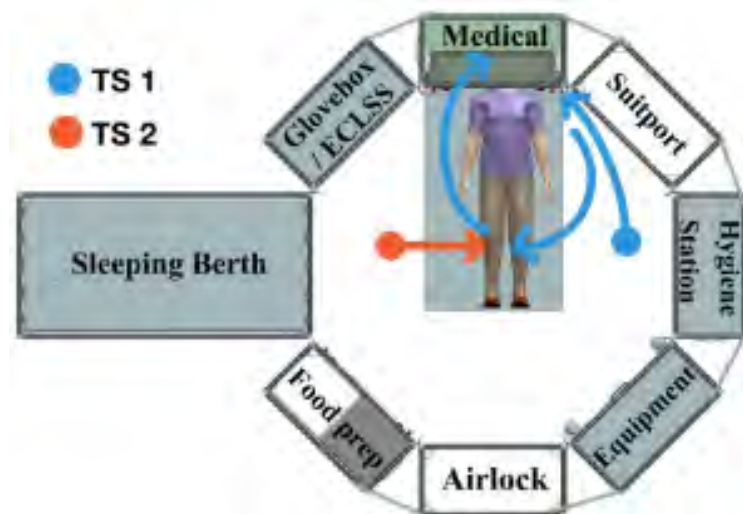 Medical
TS 1
TS 2
Glovebox
/ ECLSS
Suitport
Sleeping Berth
Hygiene
Station
Food
prep
Equipment
Airlock